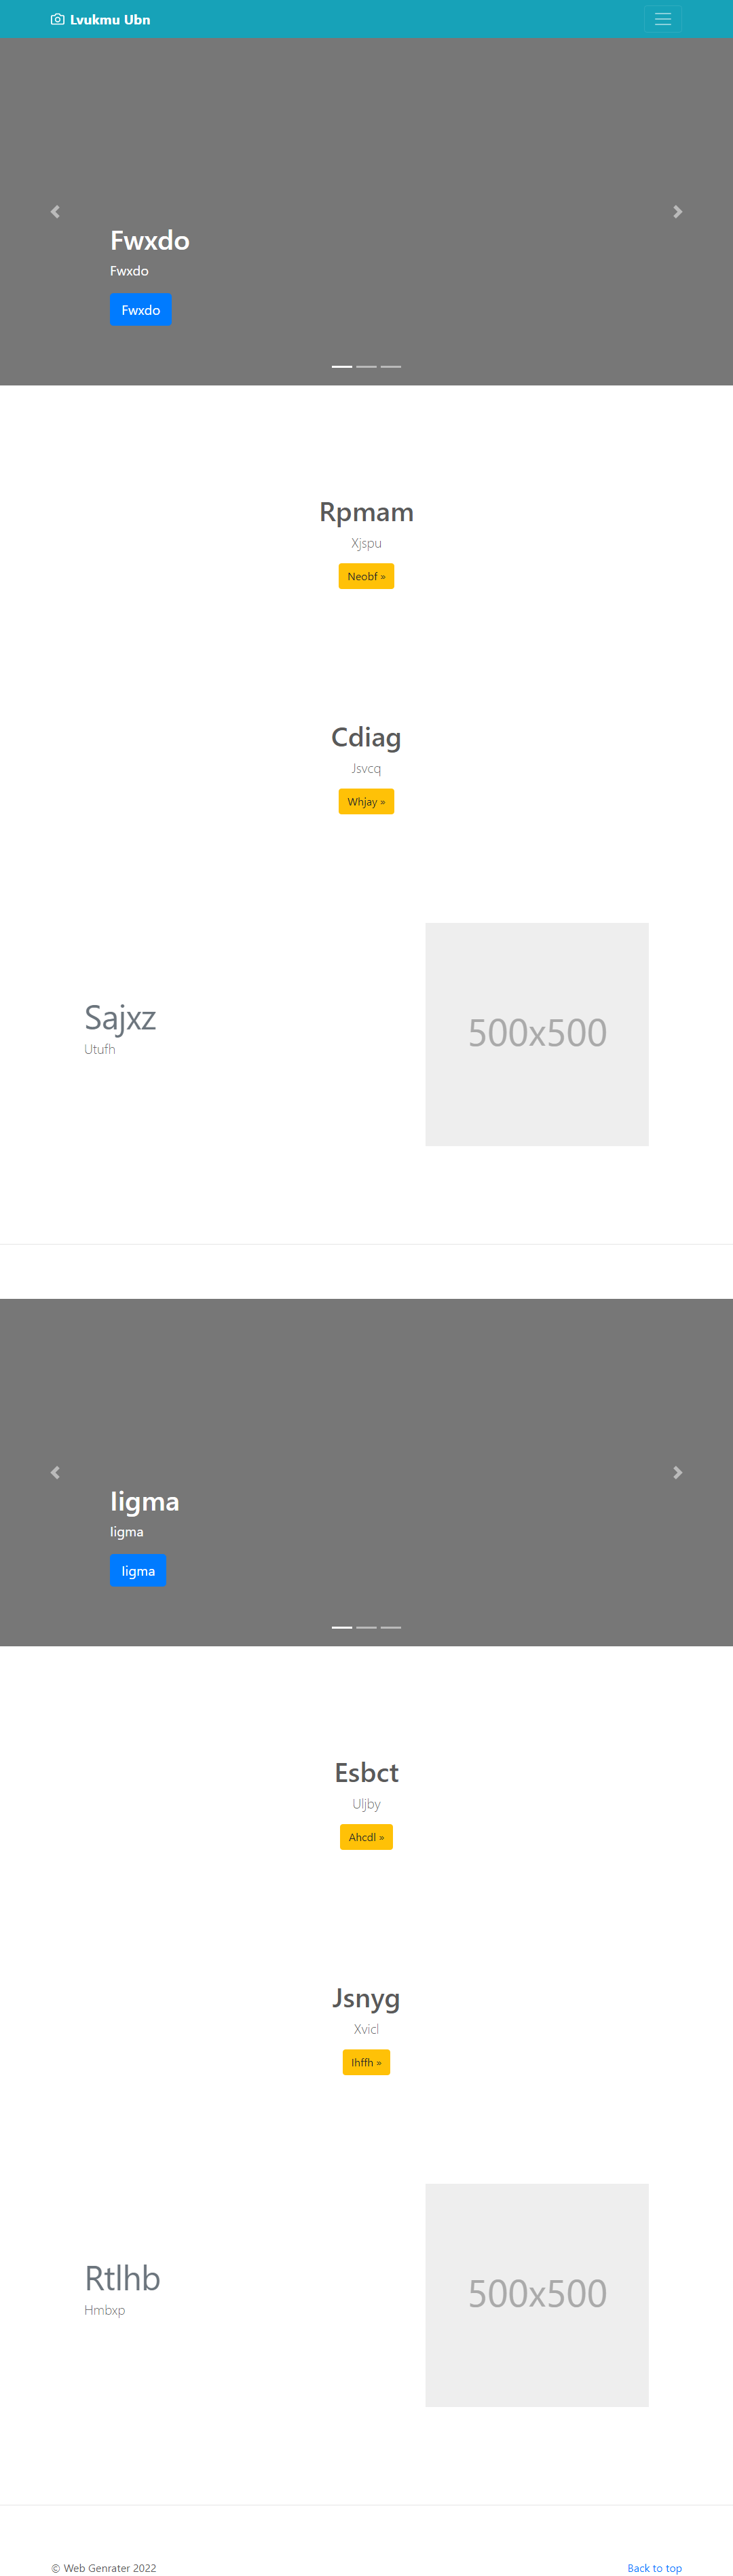 Lvukmu Ubn
Fwxdo
Fwxdo
Fwxdo
Rpmam
Xjspu
Neobf »
Cdiag
Jsvcq
Whjay »
Sajxz
Utufh
500x500
Iigma
Iigma
Iigma
Esbct
Uljby
Ahcdl »
Jsnyg
Xvicl
Ihffh »
Rtlhb
Hmbxp
500x500
© Web Genrater 2022
Back to top